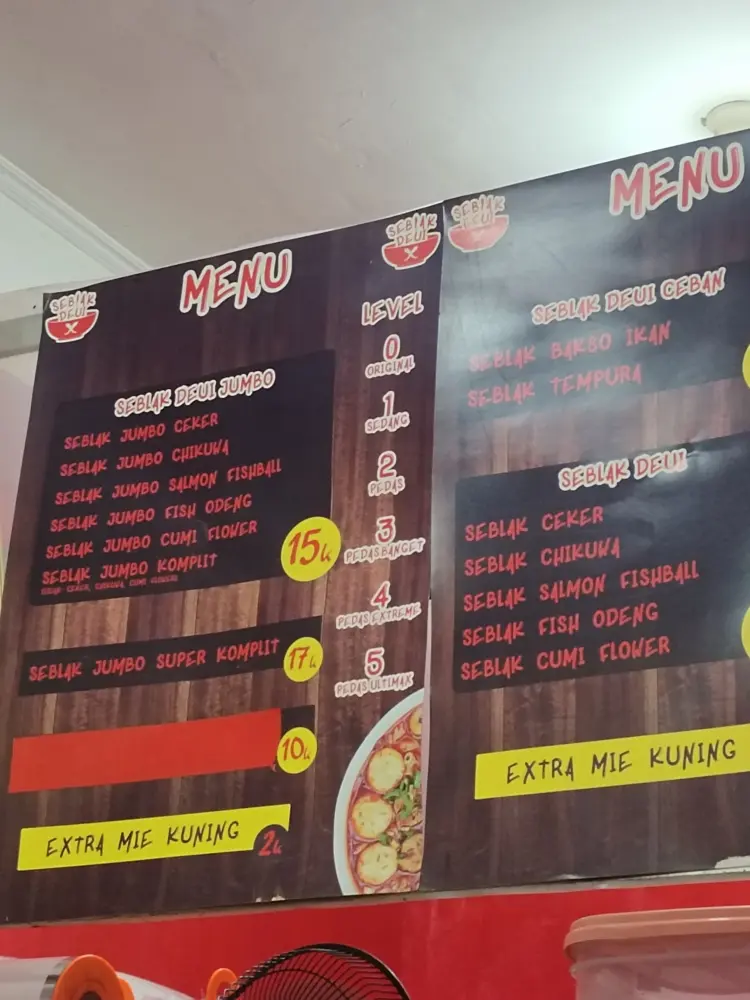 SEBLAK
DEUI
MENU
SEBLAK DEUI JUMBO
SEBLAK JUMBO CEKER
SEBLAK JUMBO CHIKUWA
SEBLAK JUMBO SALMON FISHBALL
SEBLAK JUMBO FISH ODENG
SEBLAK JUMBO CUMI FLOWER
SEBLAK JUMBO KOMPLIT
15k
SEBLAK JUMBO SUPER KOMPLIT
17k
10k
EXTRA MIE KUNING
2k
SEBLAK
DEUI
LEVEL
0
ORIGINAL
1
SEDANG
2
PEDAS
3
PEDAS BANGET
4
PEDAS EXTREME
5
PEDAS ULTIMAX
SEBLAK
DEUI
MENU
SEBLAK DEUI CEBAN
SEBLAK BAKSO IKAN
SEBLAK TEMPURA
SEBLAK DEUI
SEBLAK CEKER
SEBLAK CHIKUWA
SEBLAK SALMON FISHBALL
SEBLAK FISH ODENG
SEBLAK CUMI FLOWER
EXTRA MIE KUNING